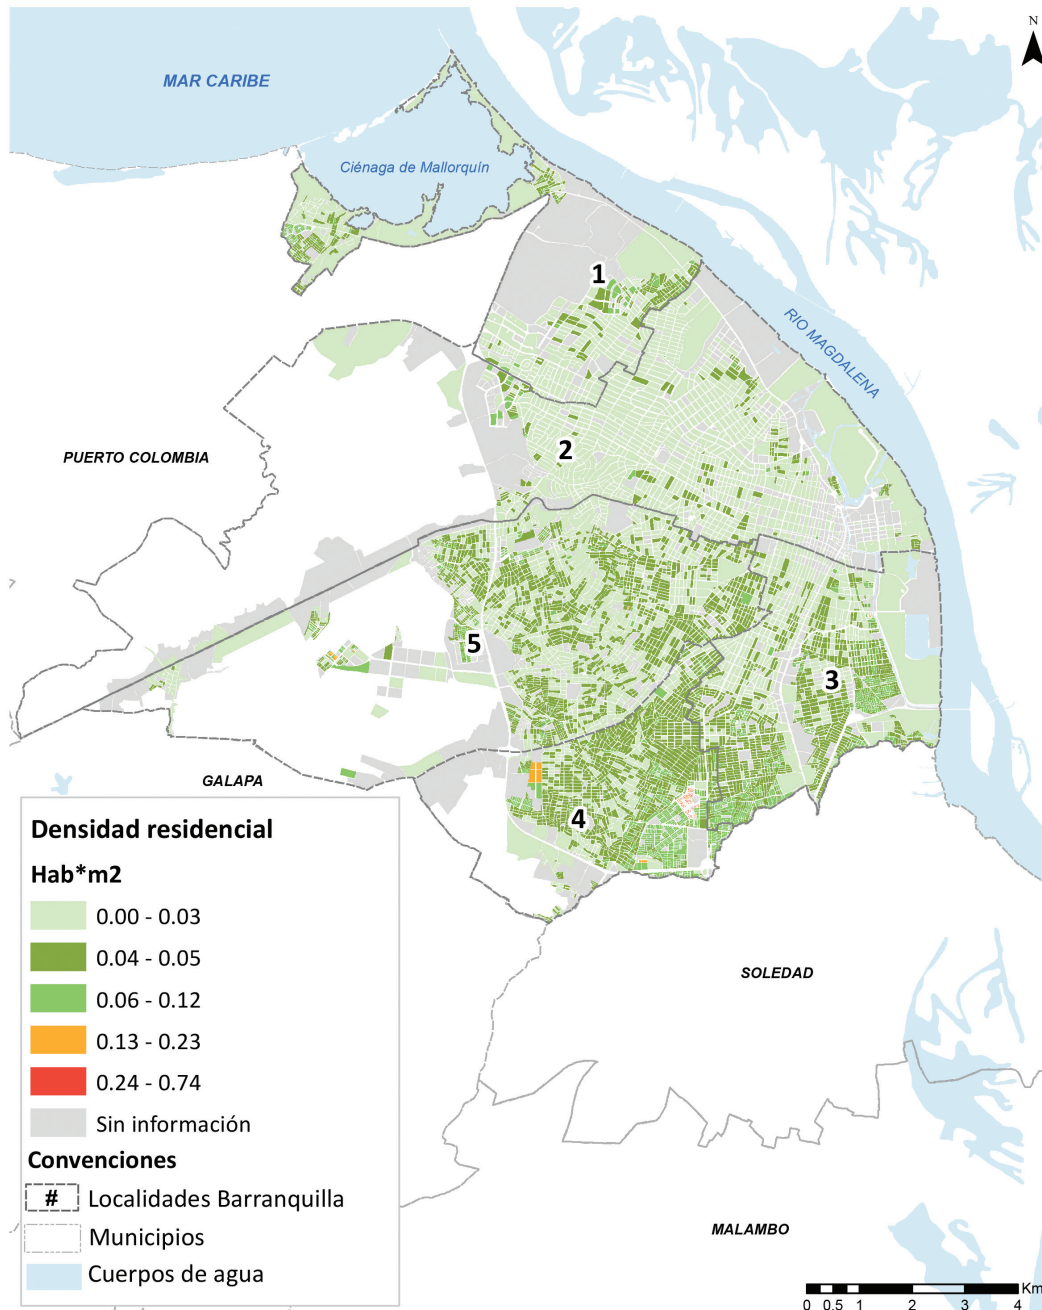 N
MAR CARIBE
Ciénaga de Mallorquín
1
RIO MAGDALENA
2
PUERTO COLOMBIA
5
3
GALAPA
4
SOLEDAD
MALAMBO
Densidad residencial
Hab*m2
0.00 - 0.03
0.04 - 0.05
0.06 - 0.12
0.13 - 0.23
0.24 - 0.74
Sin información
Convenciones
# Localidades Barranquilla
Municipios
Cuerpos de agua
Km
0 0.5 1 2 3 4